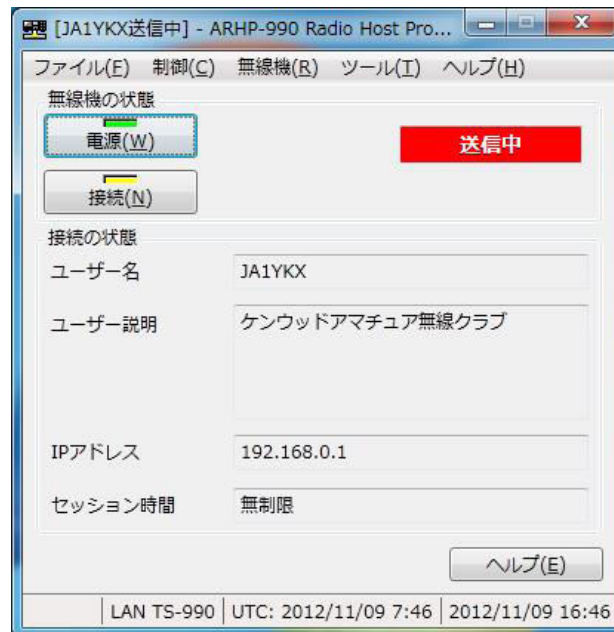 [JA1YKX送信中] - ARHP-990 Radio Host Pro...
ファイル(F) 制御(C) 無線機(R) ツール(T) ヘルプ(H)
無線機の状態
電源(W)
送信中
接続(N)
接続の状態
ユーザー名 JA1YKX
ユーザー説明 ケンウッドアマチュア無線クラブ
IPアドレス 192.168.0.1
セッション時間 無制限
ヘルプ(E)
LAN TS-990 UTC: 2012/11/09 7:46 2012/11/09 16:46